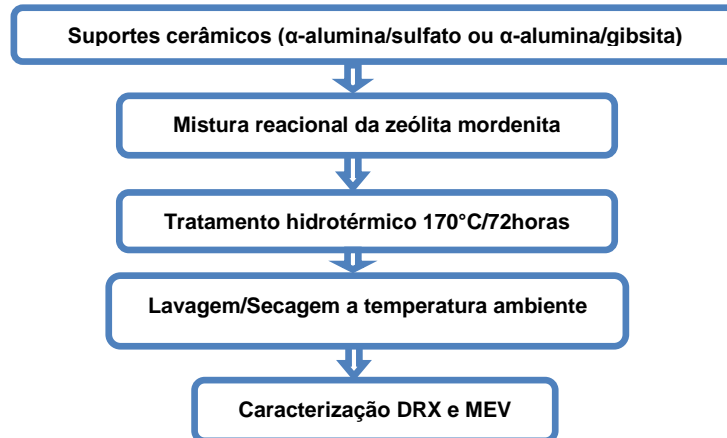 Suportes cerâmicos (α-alumina/sulfato ou α-alumina/gibsita)
Mistura reacional da zeólita mordenita
Tratamento hidrotérmico 170°C/72horas
Lavagem/Secagem a temperatura ambiente
Caracterização DRX e MEV